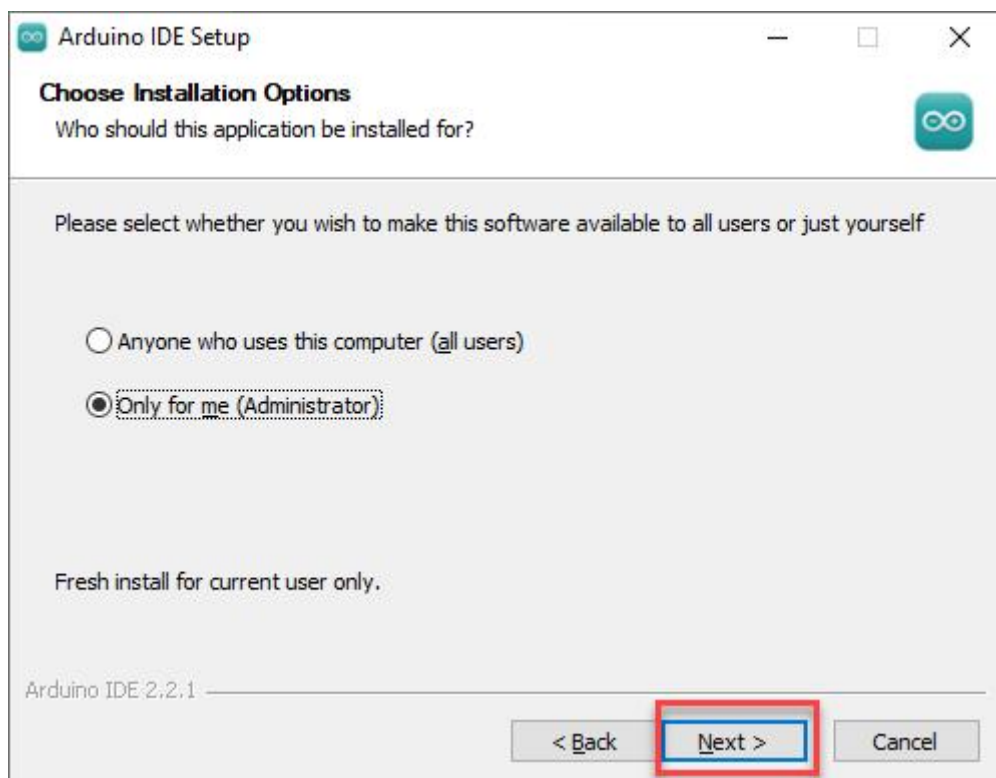 Arduino IDE Setup
Choose Installation Options
Who should this application be installed for?
Please select whether you wish to make this software available to all users or just yourself
Anyone who uses this computer (all users)
Only for me (Administrator)
Fresh install for current user only.
Arduino IDE 2.2.1
< Back
Next >
Cancel